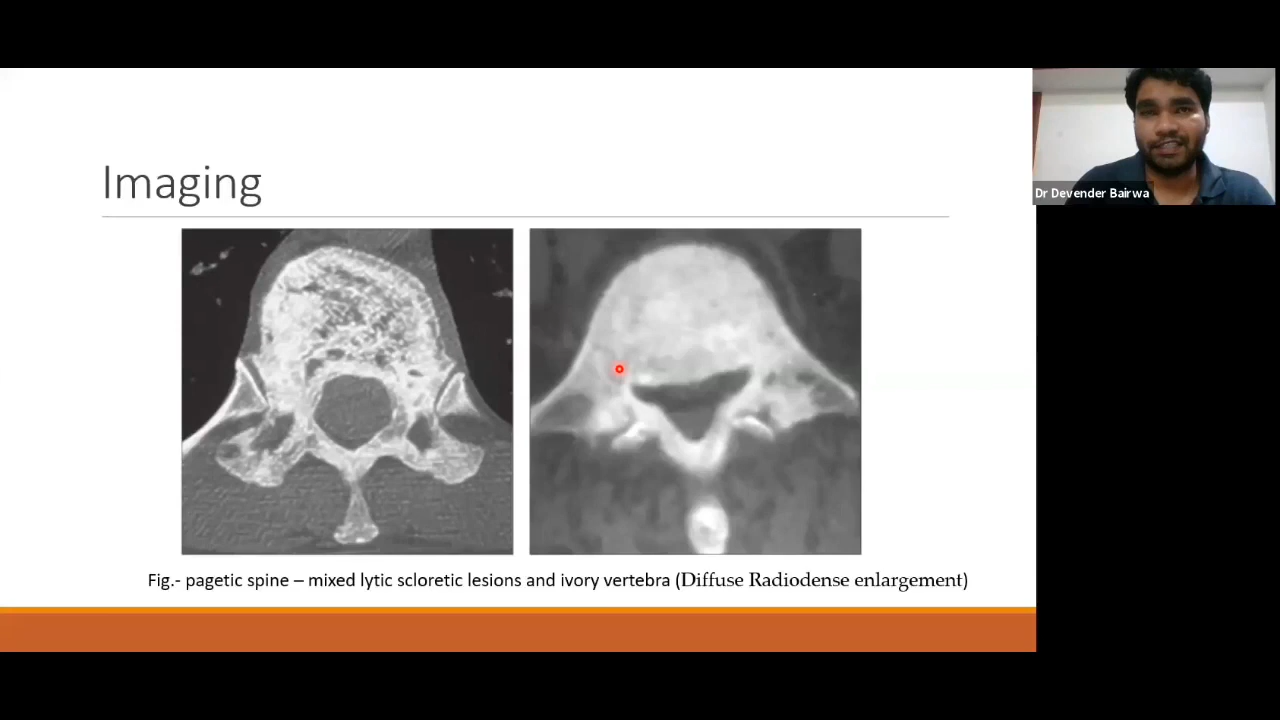 Imaging
Dr Devender Bairwa
Fig.- pagetic spine – mixed lytic scloretic lesions and ivory vertebra (Diffuse Radiodense enlargement)